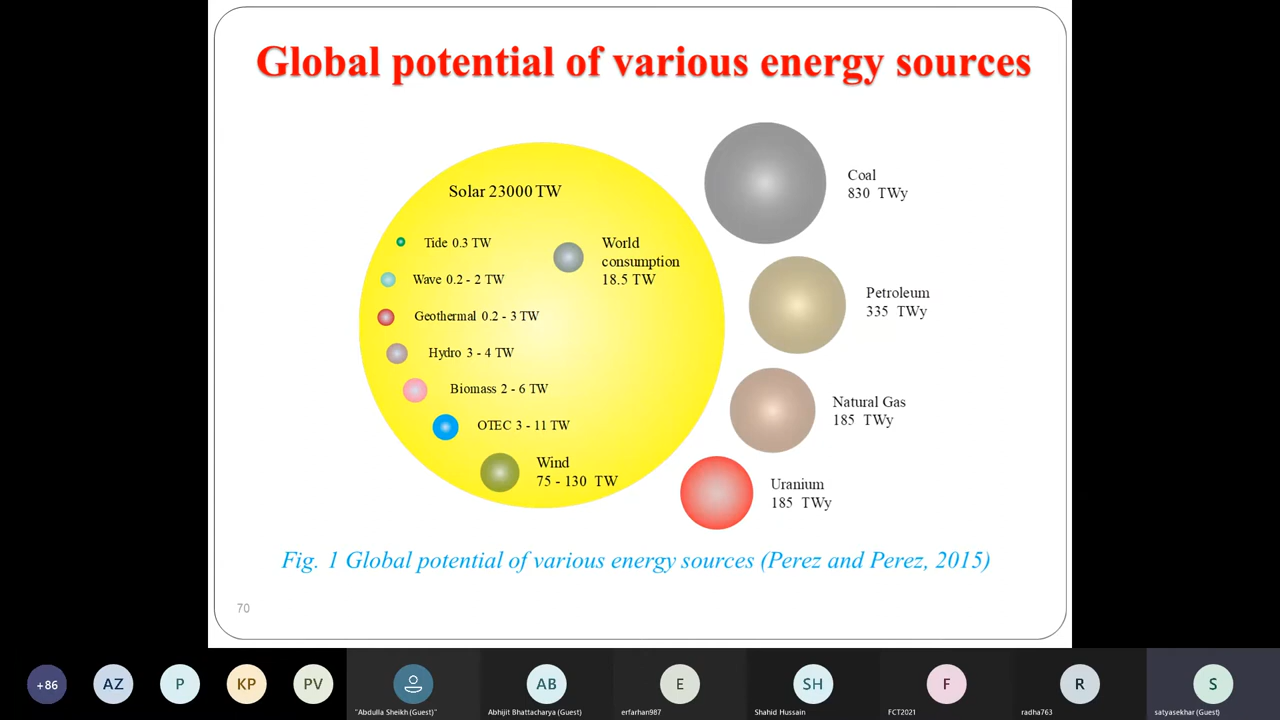 Global potential of various energy sources
Solar 23000 TW
Tide 0.3 TW
Wave 0.2 - 2 TW
Geothermal 0.2 - 3 TW
Hydro 3 - 4 TW
Biomass 2 - 6 TW
OTEC 3 - 11 TW
Wind
75 - 130 TW
World
consumption
18.5 TW
Coal
830 TWy
Petroleum
335 TWy
Natural Gas
185 TWy
Uranium
185 TWy
Fig. 1 Global potential of various energy sources (Perez and Perez, 2015)
70
+86
AZ
P
KP
PV
"Abdulla Sheikh (Guest)"
AB
Abhijit Bhattacharya (Guest)
E
erfarhan987
SH
Shahid Hussain
F
FCT2021
R
radha763
S
satyasekhar (Guest)